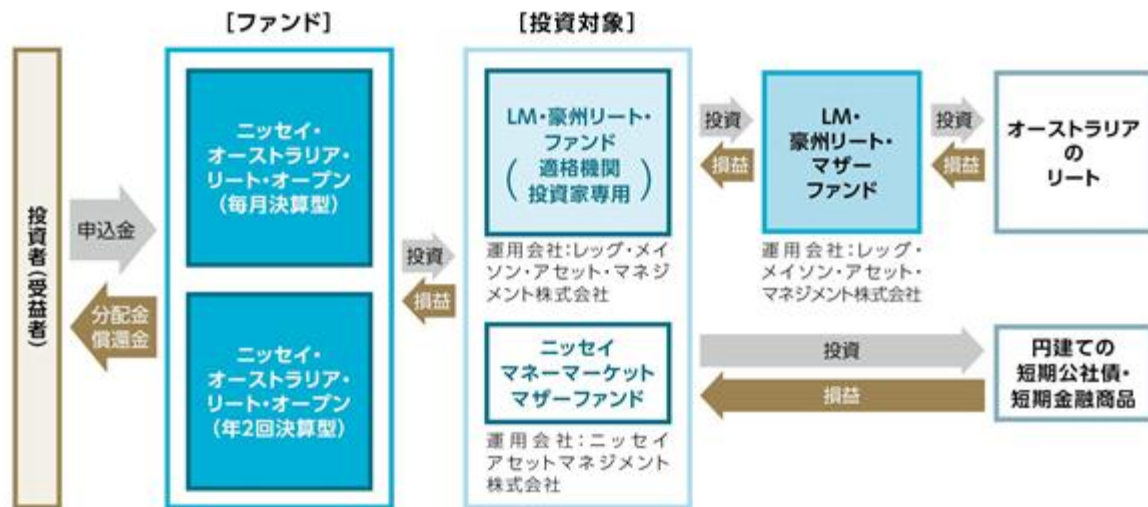 [ファンド]
[投資対象]
投資者(受益者)
申込金
分配金
償還金
ニッセイ・
オーストラリア・
リート・オープン
(毎月決算型)
ニッセイ・
オーストラリア・
リート・オープン
(年2回決算型)
投資
損益
LM・豪州リート・
ファンド
(適格機関
投資家専用)
運用会社:レッグ・メイ
ソン・アセット・マネジ
メント株式会社
ニッセイ
マネーマーケット
マザーファンド
運用会社:ニッセイ
アセットマネジメント
株式会社
投資
損益
LM・
豪州リート・
マザー
ファンド
運用会社:レッグ・
メイソン・アセット・
マネジメント株式会社
投資
損益
オーストラリア
の
リート
投資
損益
円建ての
短期公社債・
短期金融商品